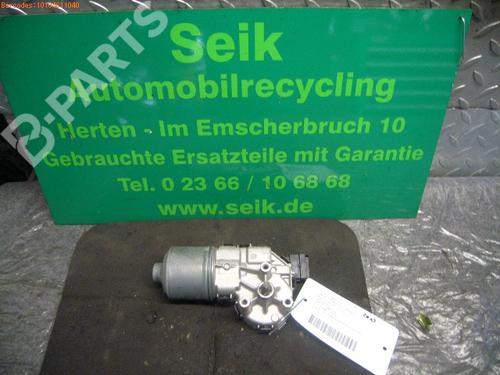 Seik
Automobilrecycling
Herten - Im Emscherbruch 10
Gebrauchte Ersatzteile mit Garantie
Tel. 0 23 66 / 10 68 68
www.seik.de
B-PARTS